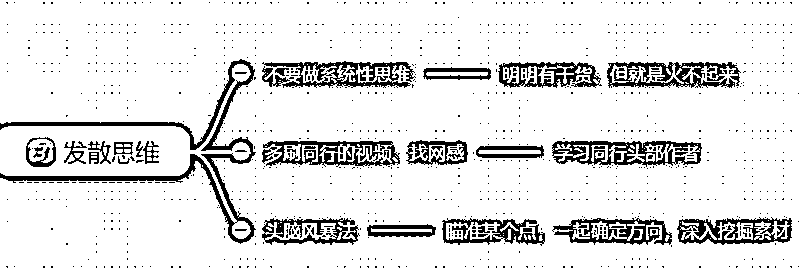 不要做系统性思维 明明有干货、但就是火不起来
发散思维 多刷同行的视频、找网感 学习同行头部作者
头脑风暴法 瞄准某个点，一起确定方向，深入挖掘素材